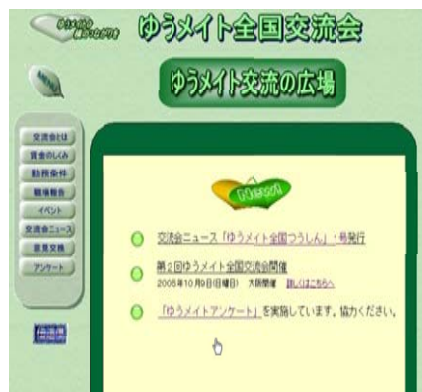 ゆうメイト全国交流会
ゆうメイト交流の広場
交流会とは
賃金のしくみ
勤務条件
職場報告
イベント
交流会ニュース
意見交換
アンケート
交流会ニュース「ゆうメイト全国つうしん」1号発行
第2回ゆうメイト全国交流会開催
2005年10月9日(日曜日) 大阪開催 詳しくはこちらへ
「ゆうメイトアンケート」を実施しています。協力ください。